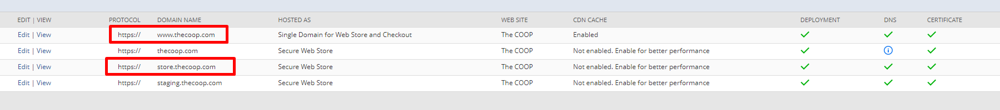 EDIT | VIEW PROTOCOL DOMAIN NAME HOSTED AS WEB SITE CDN CACHE DEPLOYMENT DNS CERTIFICATE
Edit | View https:// www.thecoop.com Single Domain for Web Store and Checkout The COOP Enabled
Edit | View https:// thecoop.com Secure Web Store The COOP Not enabled. Enable for better performance
Edit | View https:// store.thecoop.com Secure Web Store The COOP Not enabled. Enable for better performance
Edit | View https:// staging.thecoop.com Secure Web Store The COOP Not enabled. Enable for better performance